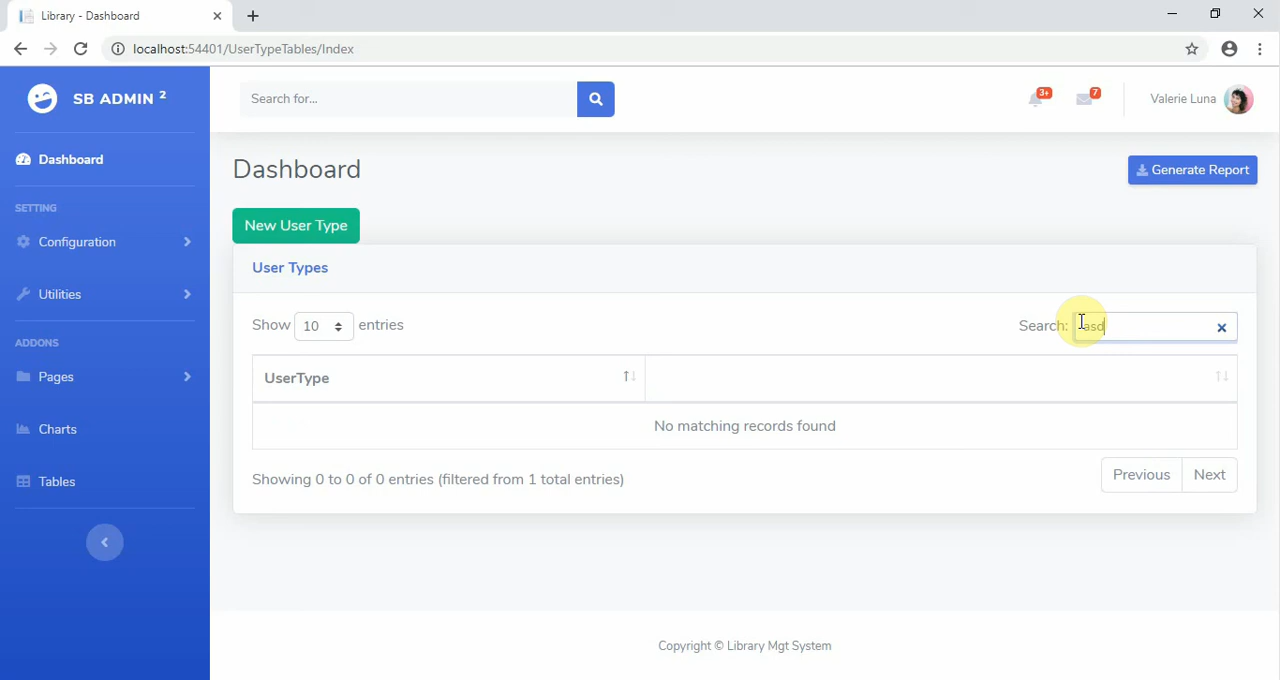 Library - Dashboard
localhost:54401/UserTypeTables/Index
SB ADMIN 2
Search for...
3+
7
Valerie Luna
Dashboard
Dashboard
Generate Report
SETTING
New User Type
Configuration
User Types
Utilities
Show 10 entries
Search: asd
ADDONS
Pages
UserType
Charts
No matching records found
Tables
Showing 0 to 0 of 0 entries (filtered from 1 total entries)
Previous
Next
Copyright © Library Mgt System